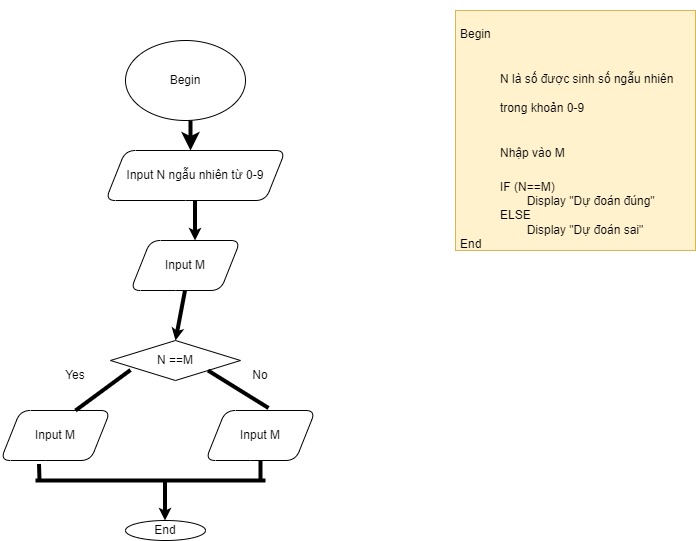 Begin
Input N ngẫu nhiên từ 0-9
Input M
N ==M
Yes
No
Input M
Input M
End
Begin
N là số được sinh số ngẫu nhiên
trong khoản 0-9
Nhập vào M
IF (N==M)
Display "Dự đoán đúng"
ELSE
Display "Dự đoán sai"
End